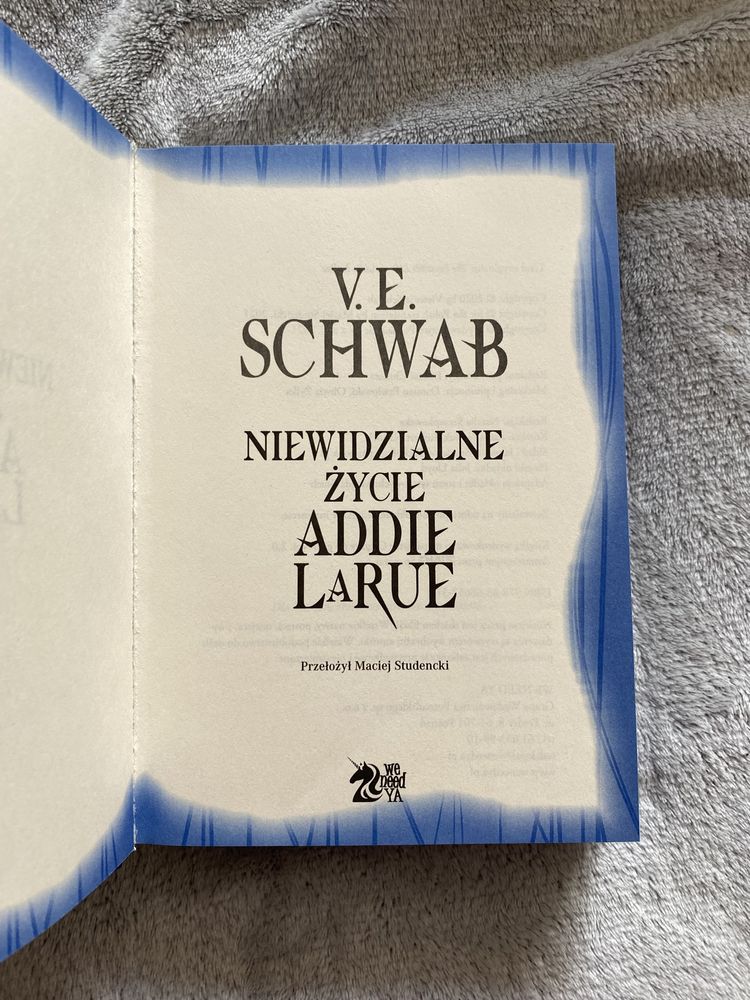 V. E.
SCHWAB
NIEWIDZIALNE
ŻYCIE
ADDIE
LaRUE
Przełożył Maciej Studencki
we
need
YA